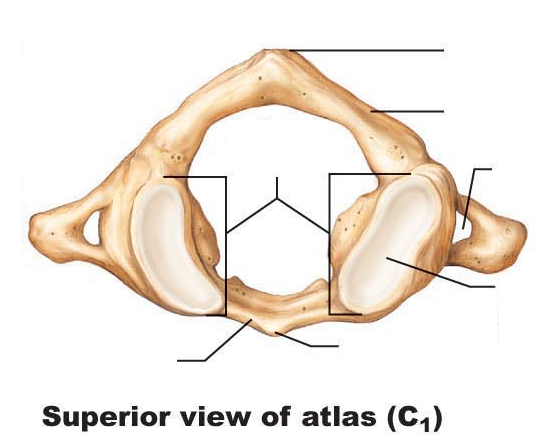 Superior view of atlas (C₁)